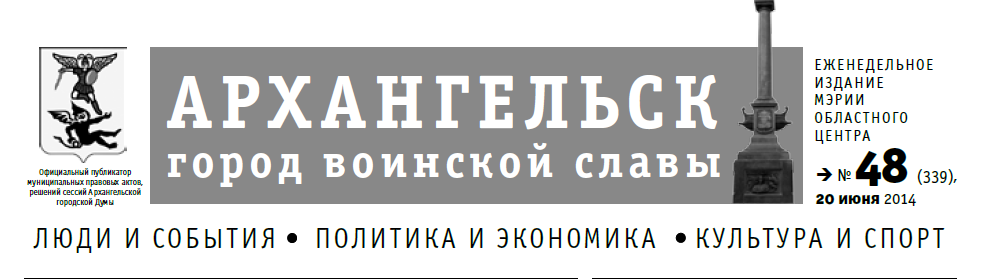 Официальный публикатор
муниципальных правовых актов,
решений сессий Архангельской
городской Думы
АРХАНГЕЛЬСК
город воинской славы
ЕЖЕНЕДЕЛЬНОЕ
ИЗДАНИЕ
МЭРИИ
ОБЛАСТНОГО
ЦЕНТРА
→ № 48 (339),
20 июня 2014
ЛЮДИ И СОБЫТИЯ • ПОЛИТИКА И ЭКОНОМИКА • КУЛЬТУРА И СПОРТ